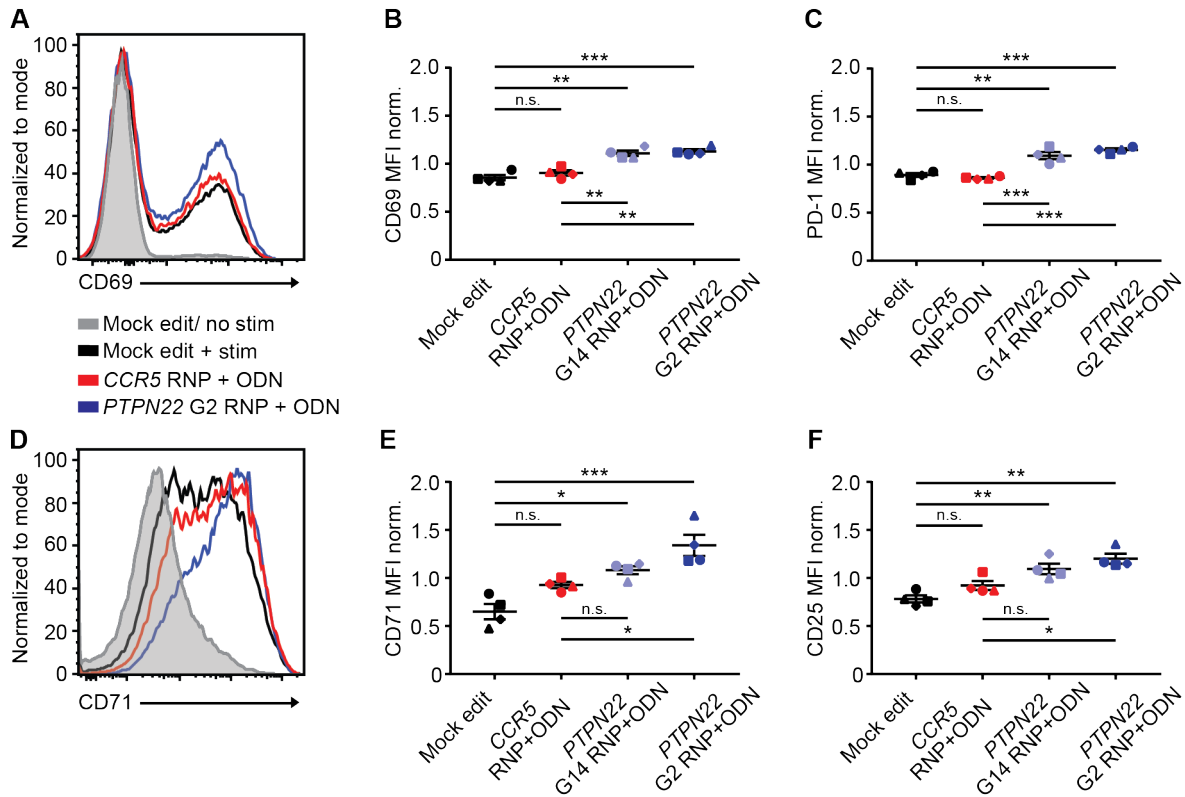 A
Normalized to mode
100
80
60
40
20
0
CD69
Mock edit/ no stim
Mock edit + stim
CCR5 RNP + ODN
PTPN22 G2 RNP + ODN
B
CD69 MFI norm.
2.0
1.5
1.0
0.5
0
***
**
n.s.
**
**
Mock edit
CCR5
RNP+ODN
PTPN22
G14 RNP+ODN
PTPN22
G2 RNP+ODN
C
PD-1 MFI norm.
2.0
1.5
1.0
0.5
0
***
**
n.s.
***
***
Mock edit
CCR5
RNP+ODN
PTPN22
G14 RNP+ODN
PTPN22
G2 RNP+ODN
D
Normalized to mode
100
80
60
40
20
0
CD71
E
CD71 MFI norm.
2.0
1.5
1.0
0.5
0
***
*
n.s.
n.s.
*
Mock edit
CCR5
RNP+ODN
PTPN22
G14 RNP+ODN
PTPN22
G2 RNP+ODN
F
CD25 MFI norm.
2.0
1.5
1.0
0.5
0
**
**
n.s.
n.s.
*
Mock edit
CCR5
RNP+ODN
PTPN22
G14 RNP+ODN
PTPN22
G2 RNP+ODN